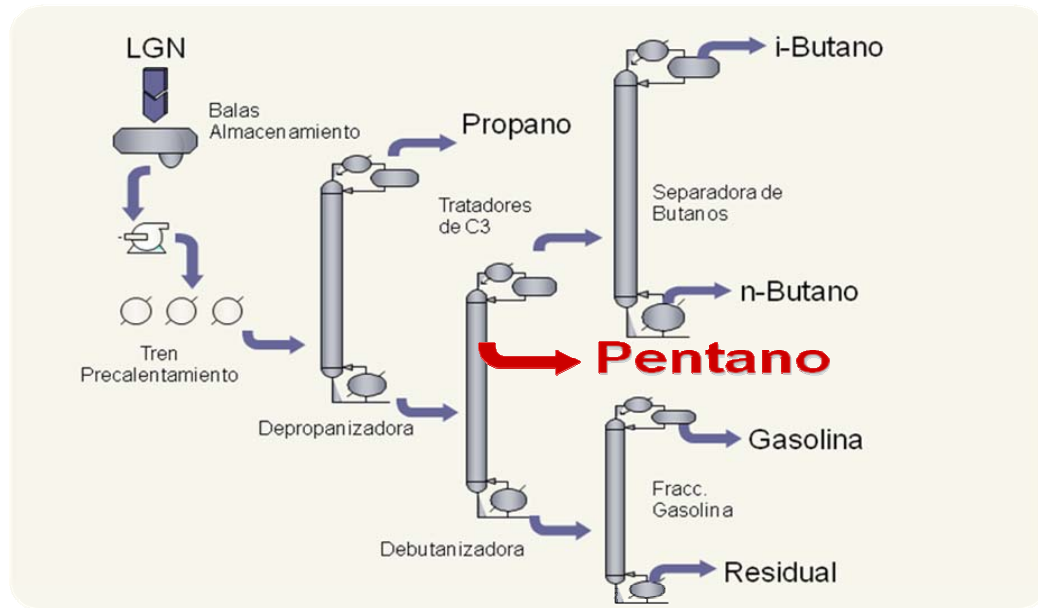 LGN
Balas
Almacenamiento
Tren
Precalentamiento
Propano
Depropanizadora
Tratadores
de C3
Debutanizadora
i-Butano
Separadora de
Butanos
n-Butano
Pentano
Gasolina
Fracc.
Gasolina
Residual